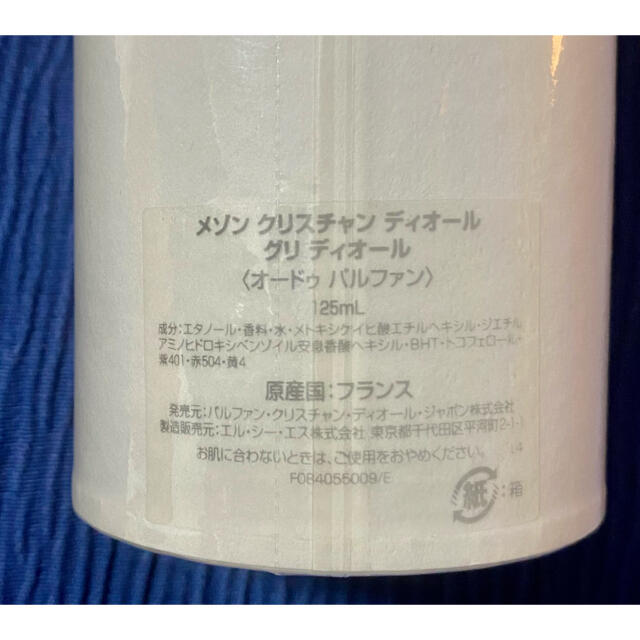 メゾン クリスチャン ディオール
グリ ディオール
〈オードゥ パルファン〉
125mL
成分:エタノール・香料・水・メトキシケイヒ酸エチルヘキシル・ジエチル
アミノヒドロキシベンゾイル安息香酸ヘキシル・BHT・トコフェロール・
紫401・赤504・黄4
原産国:フランス
発売元:パルファン・クリスチャン・ディオール・ジャポン株式会社
製造販売元:エル・シー・エス株式会社 東京都千代田区平河町2-1-1
お肌に合わないときは、ご使用をおやめください。 L4
F084055009/E
紙:箱